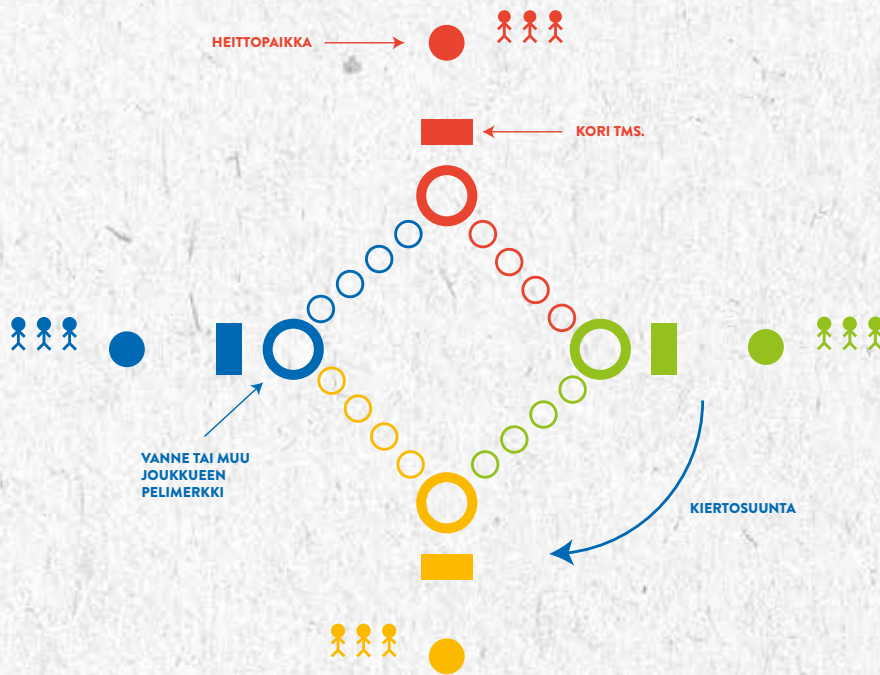 HEITTOPAIKKA
KORI TMS.
VANNE TAI MUU
JOUKKUEEN
PELIMERKKI
KIERTOSUUNTA